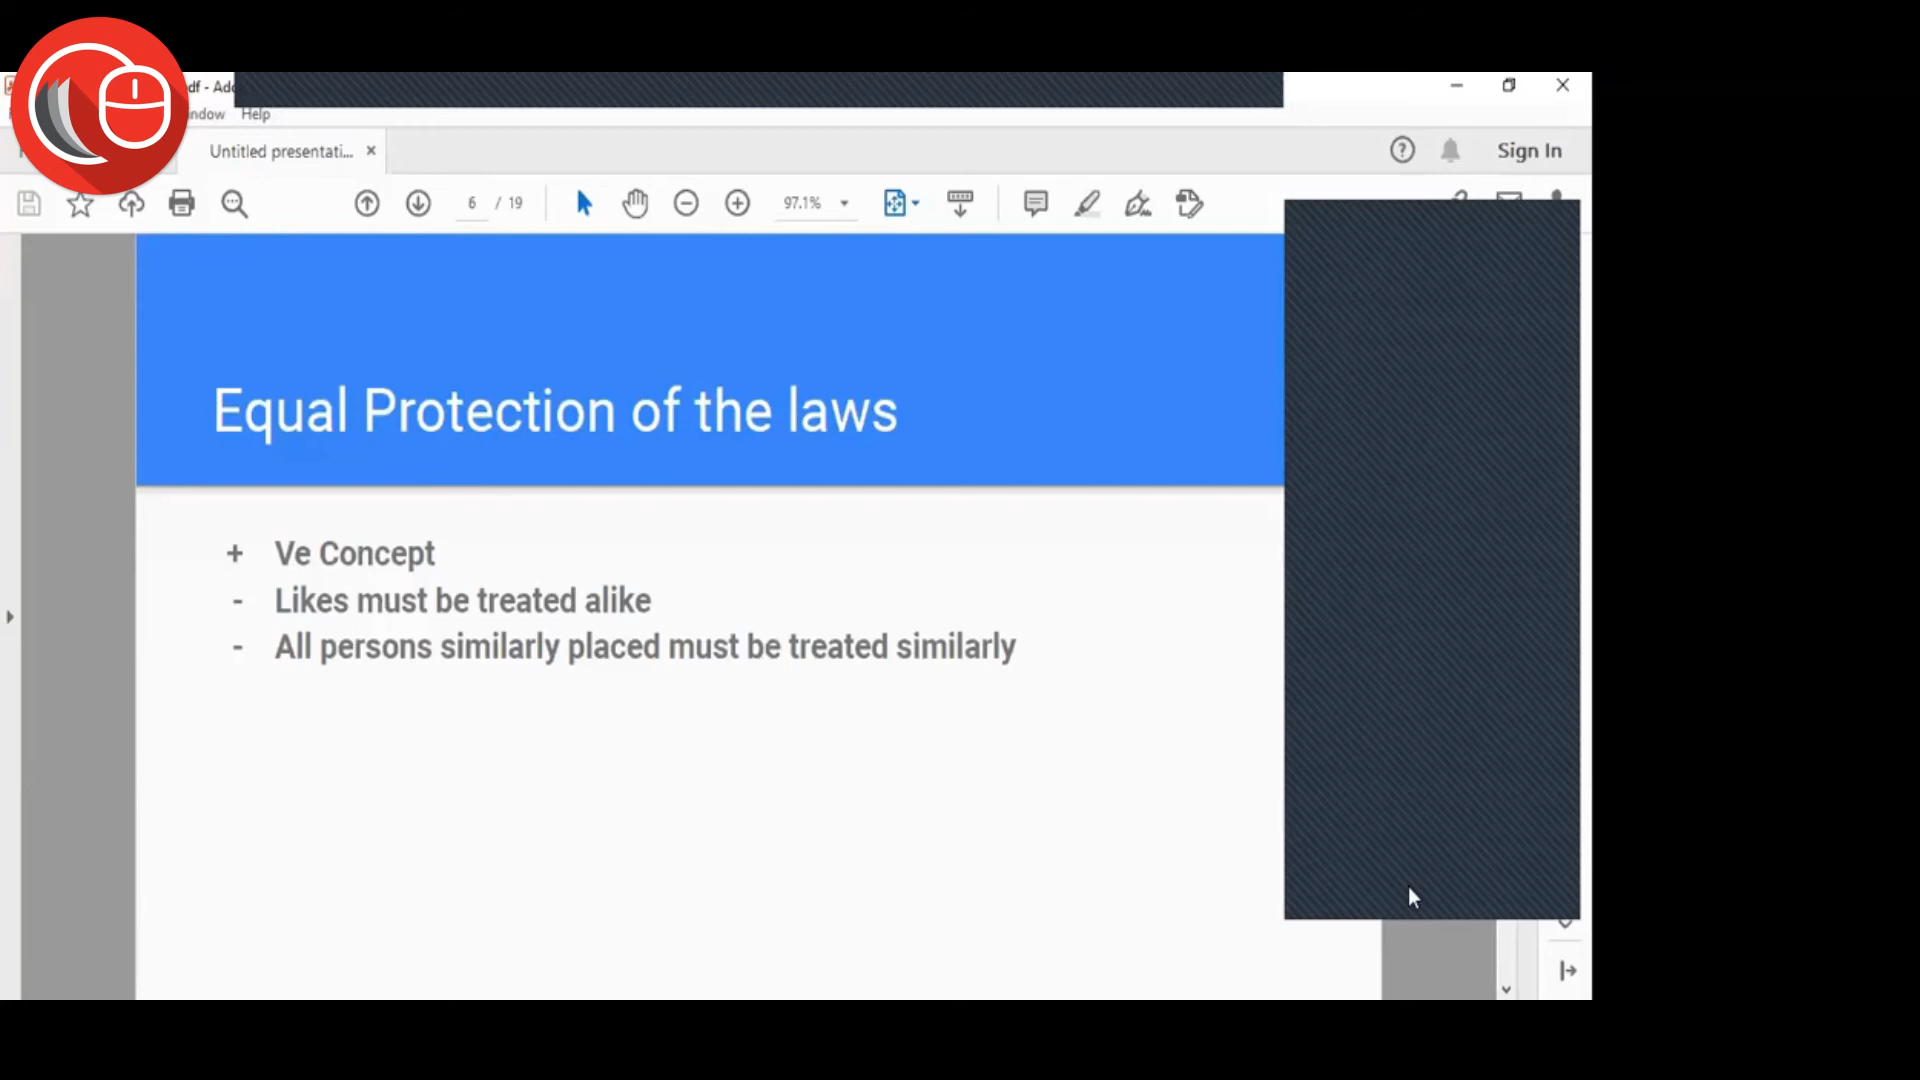 df - Ado
ndow Help
Untitled presentati... ×
Sign In
6 / 19
97.1%
Equal Protection of the laws
+ Ve Concept
- Likes must be treated alike
- All persons similarly placed must be treated similarly